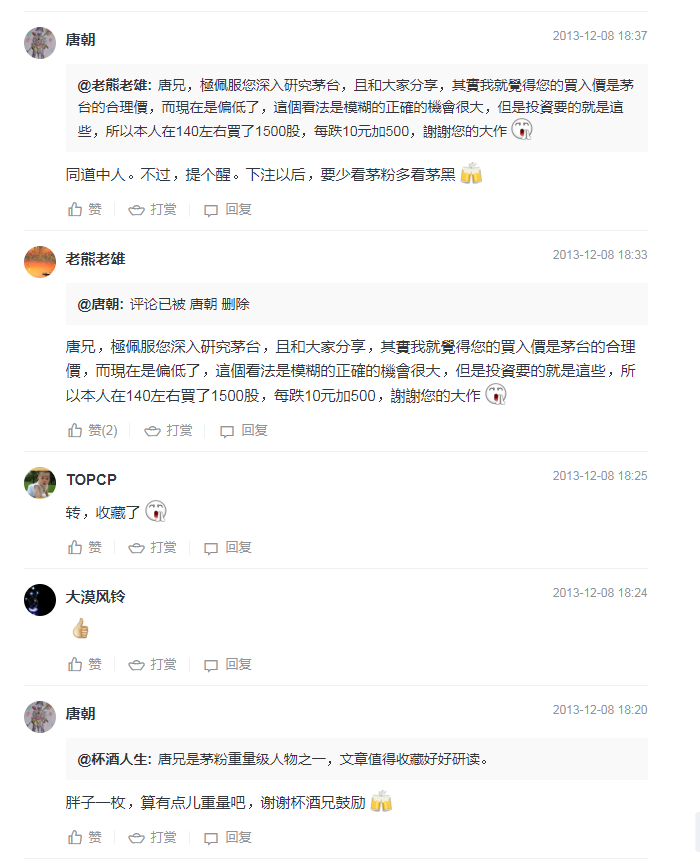 唐朝
2013-12-08 18:37
@老熊老雄: 唐兄，極佩服您深入研究茅台，且和大家分享，其實我就覺得您的買入價是茅
台的合理價，而現在是偏低了，這個看法是模糊的正確的機會很大，但是投資要的就是這
些，所以本人在140左右買了1500股，每跌10元加500，謝謝您的大作
同道中人。不过，提个醒。下注以后，要少看茅粉多看茅黑
赞 打赏 回复
老熊老雄
2013-12-08 18:33
@唐朝: 评论已被 唐朝 删除
唐兄，極佩服您深入研究茅台，且和大家分享，其實我就覺得您的買入價是茅台的合理
價，而現在是偏低了，這個看法是模糊的正確的機會很大，但是投資要的就是這些，所
以本人在140左右買了1500股，每跌10元加500，謝謝您的大作
赞(2) 打赏 回复
TOPCP
2013-12-08 18:25
转，收藏了
赞 打赏 回复
大漠风铃
2013-12-08 18:24
赞 打赏 回复
唐朝
2013-12-08 18:20
@杯酒人生: 唐兄是茅粉重量级人物之一，文章值得收藏好好研读。
胖子一枚，算有点儿重量吧，谢谢杯酒兄鼓励
赞 打赏 回复